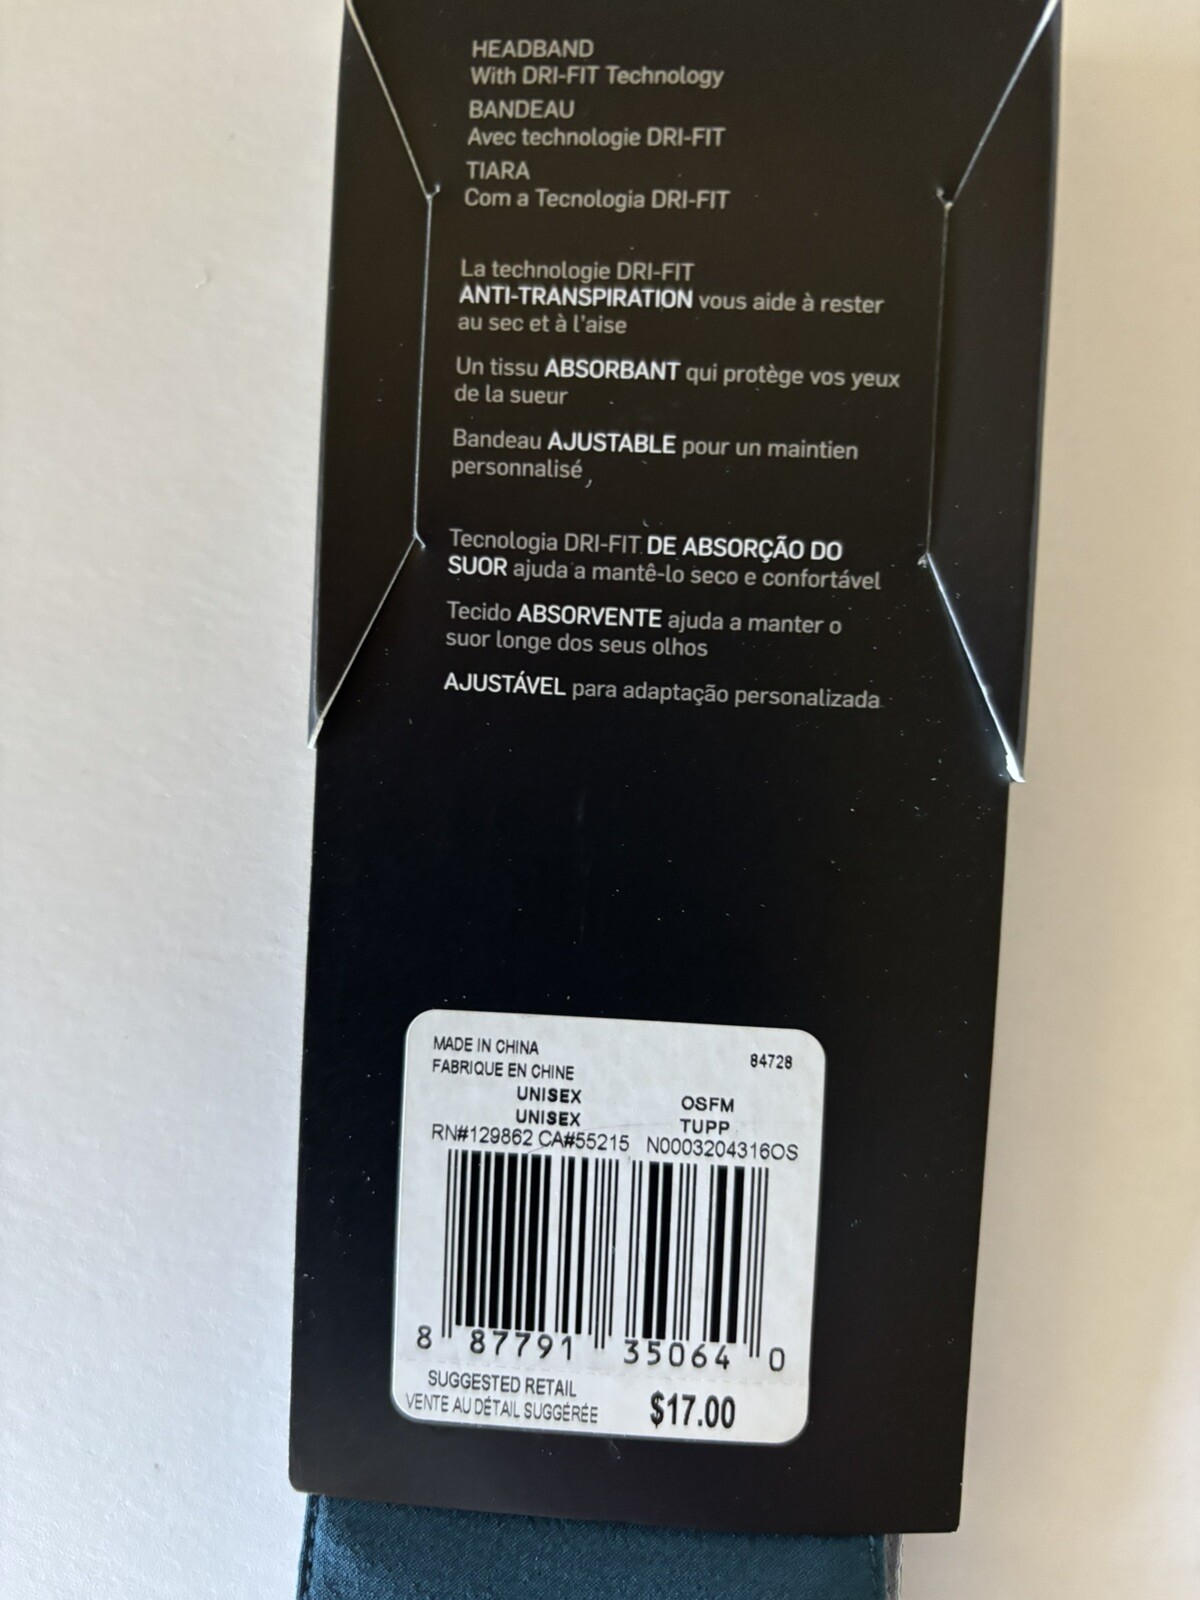 HEADBAND
With DRI-FIT Technology
BANDEAU
Avec technologie DRI-FIT
TIARA
Com a Tecnologia DRI-FIT
La technologie DRI-FIT
ANTI-TRANSPIRATION vous aide à rester
au sec et à l'aise
Un tissu ABSORBANT qui protège vos yeux
de la sueur
Bandeau AJUSTABLE pour un maintien
personnalisé
Tecnologia DRI-FIT DE ABSORÇÃO DO
SUOR ajuda a mantê-lo seco e confortável
Tecido ABSORVENTE ajuda a manter o
suor longe dos seus olhos
AJUSTÁVEL para adaptação personalizada
MADE IN CHINA 84728
FABRIQUE EN CHINE
UNISEX OSFM
UNISEX TUPP
RN#129862 CA#55215 N0003204316OS
8 87791 35064 0
SUGGESTED RETAIL
VENTE AU DÉTAIL SUGGÉRÉE $17.00